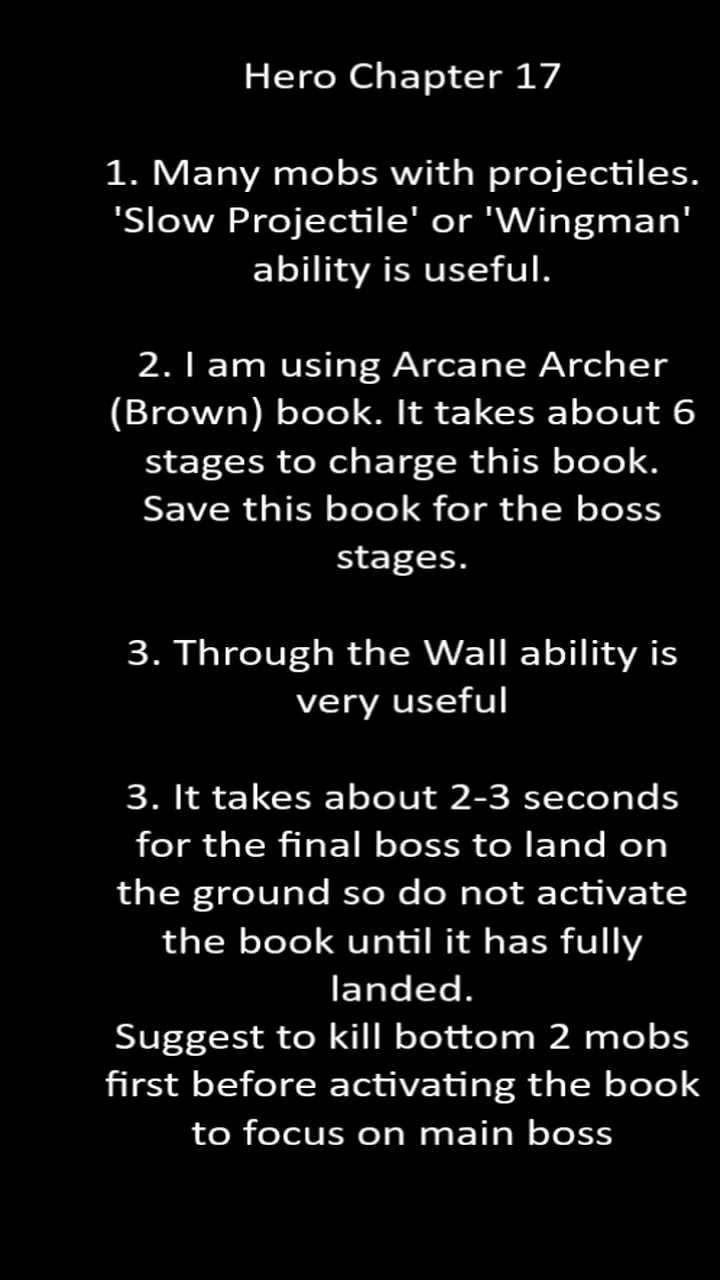 Hero Chapter 17
1. Many mobs with projectiles.
'Slow Projectile' or 'Wingman'
ability is useful.
2. I am using Arcane Archer
(Brown) book. It takes about 6
stages to charge this book.
Save this book for the boss
stages.
3. Through the Wall ability is
very useful
3. It takes about 2-3 seconds
for the final boss to land on
the ground so do not activate
the book until it has fully
landed.
Suggest to kill bottom 2 mobs
first before activating the book
to focus on main boss